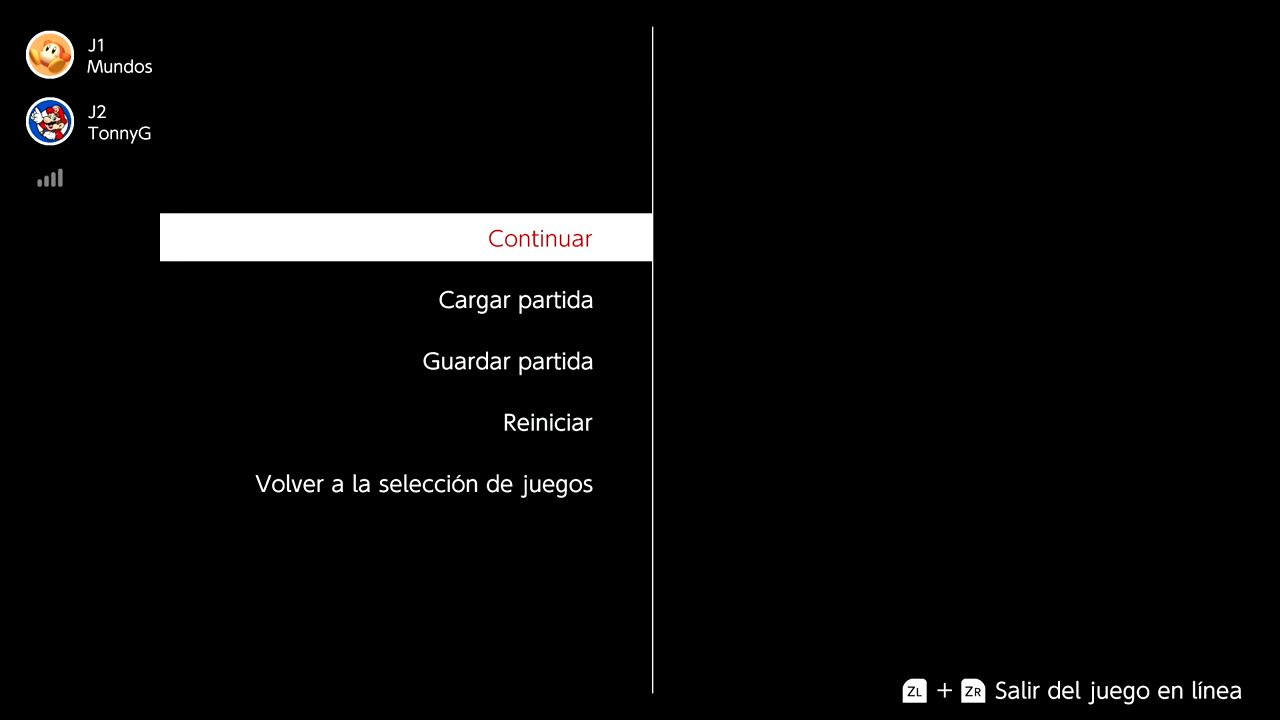 J1
Mundos
J2
TonnyG
Continuar
Cargar partida
Guardar partida
Reiniciar
Volver a la selección de juegos
ZL + ZR Salir del juego en línea